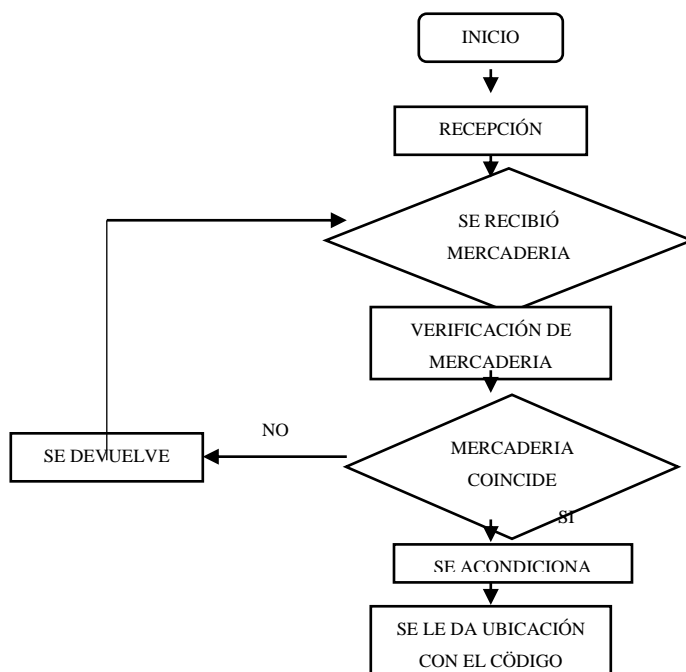 INICIO
RECEPCIÓN
SE RECIBIÓ
MERCADERIA
VERIFICACIÓN DE
MERCADERIA
NO
SE DEVUELVE
MERCADERIA
COINCIDE
SI
SE ACONDICIONA
SE LE DA UBICACIÓN
CON EL CÖDIGO